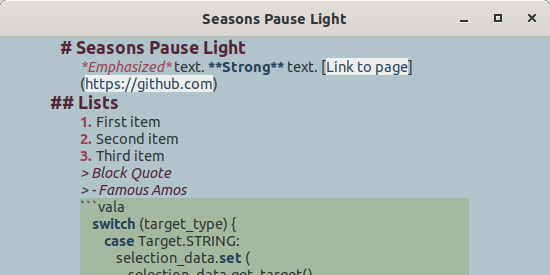 Seasons Pause Light
# Seasons Pause Light
*Emphasized* text. **Strong** text. [Link to page]
(https://github.com)
## Lists
1. First item
2. Second item
3. Third item
> Block Quote
> - Famous Amos
```vala
switch (target_type) {
case Target.STRING:
selection_data.set (
selection_data.get_target()